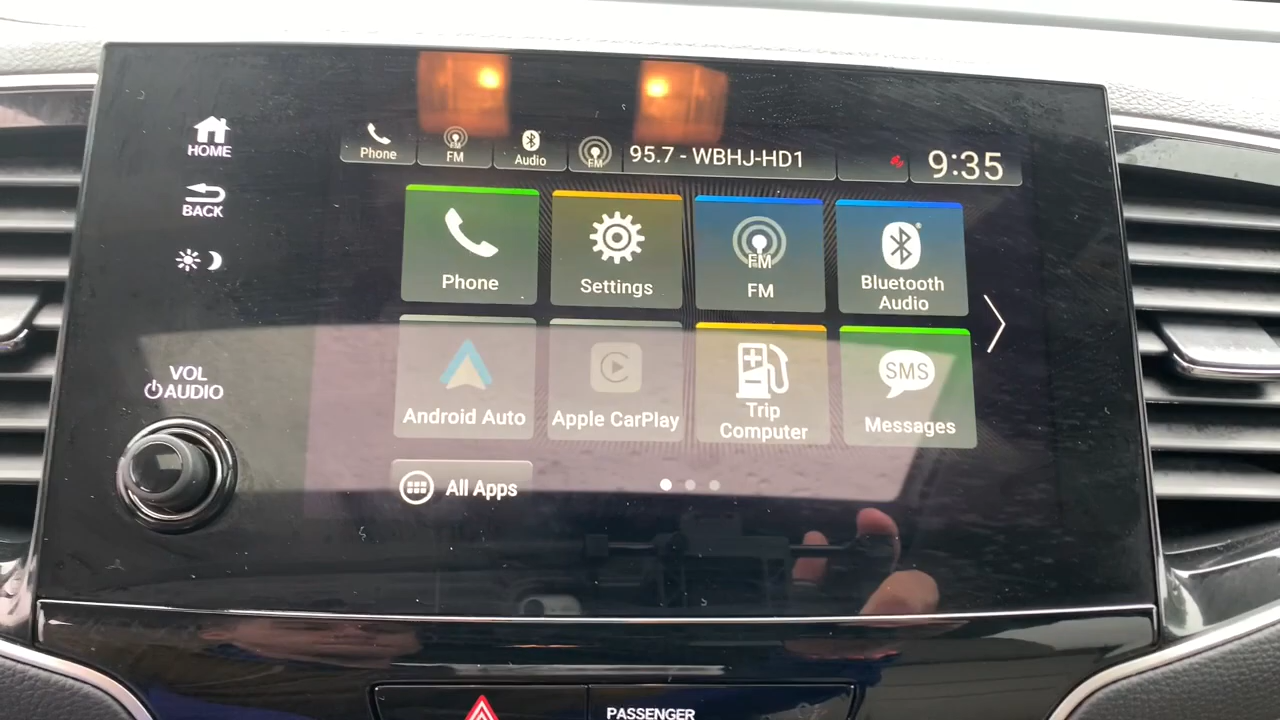 HOME
BACK
VOL
AUDIO
Phone
FM
FM
Audio
FM
95.7 - WBHJ-HD1
9:35
Phone
Settings
FM
FM
Bluetooth
Audio
Android Auto
Apple CarPlay
Trip
Computer
SMS
Messages
All Apps
PASSENGER